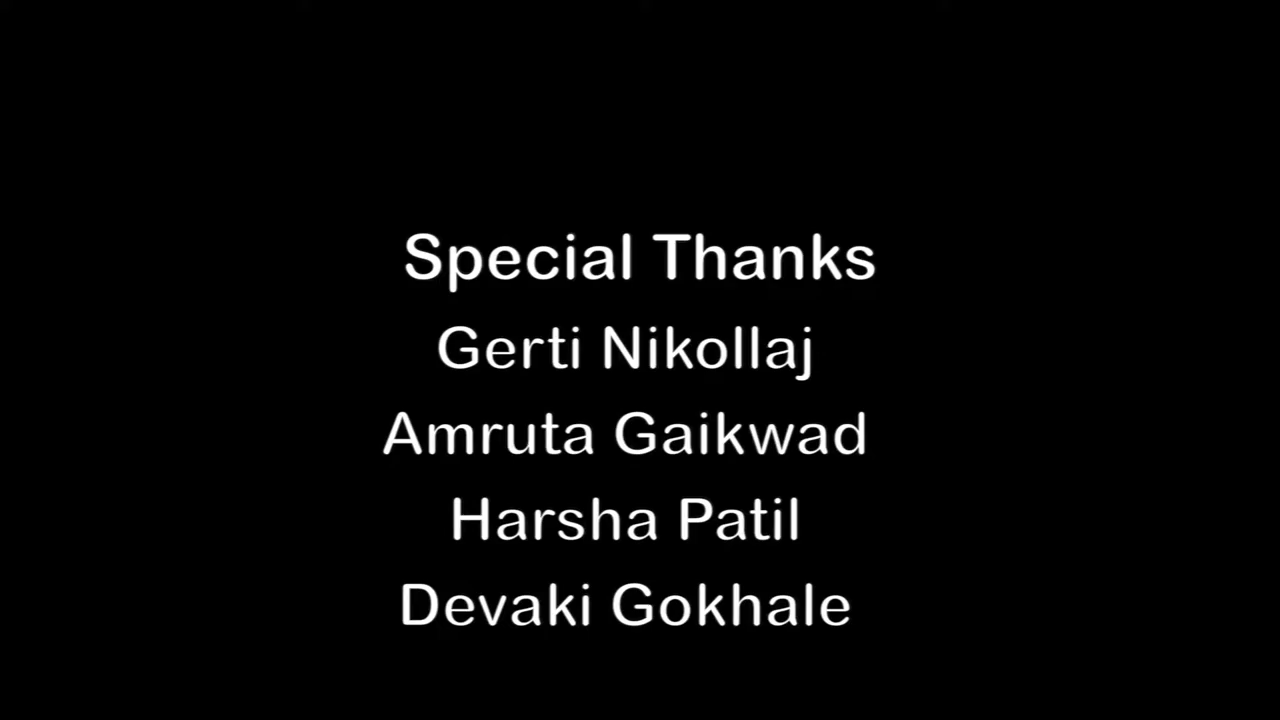 Special Thanks
Gerti Nikollaj
Amruta Gaikwad
Harsha Patil
Devaki Gokhale